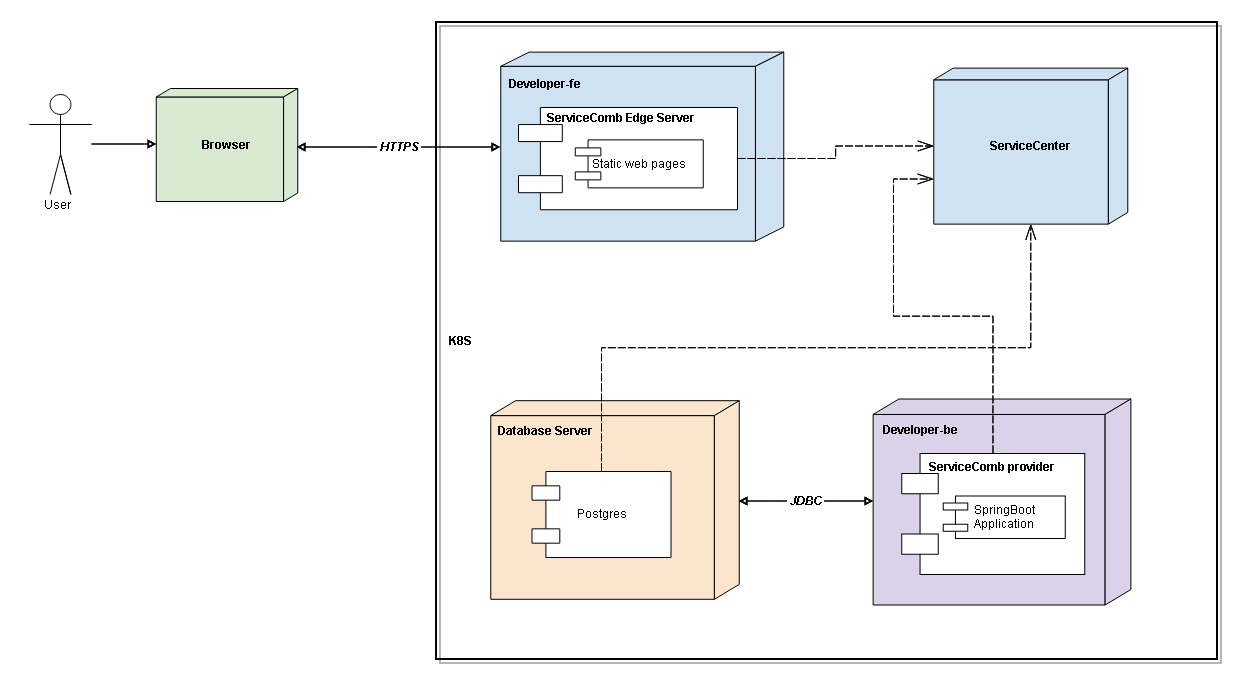 User
Browser
HTTPS
Developer-fe
ServiceComb Edge Server
Static web pages
ServiceCenter
K8S
Database Server
Postgres
JDBC
Developer-be
ServiceComb provider
SpringBoot
Application